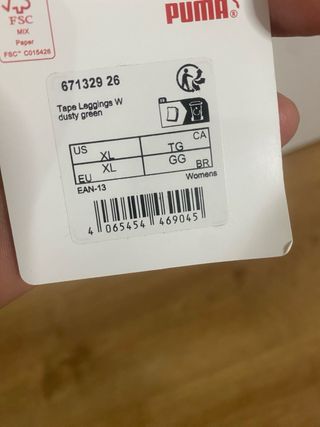 FSC
MIX
Paper
FSC™ C015426
PUMA®
671329 26
Tape Leggings W
dusty green
US XL TG CA
EU XL GG BR
EAN-13 Womens
4 065454 469045